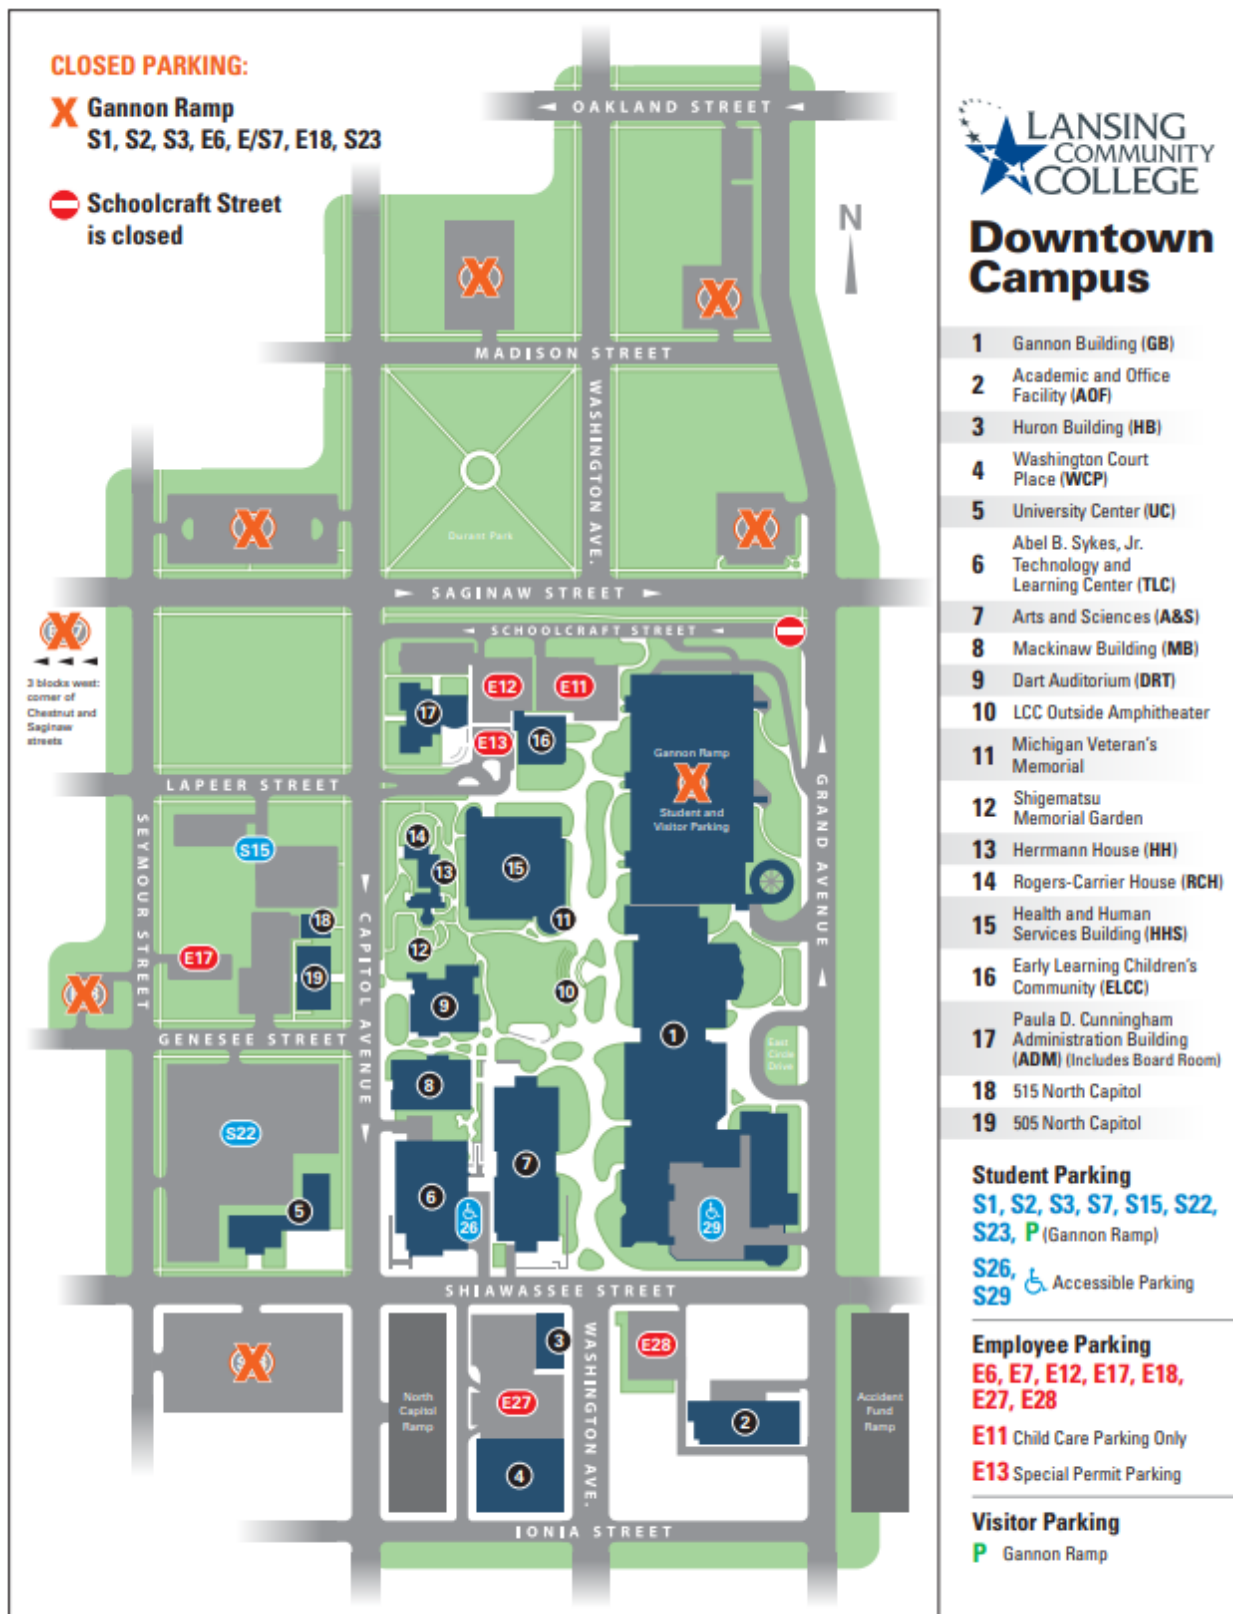 CLOSED PARKING:
X Gannon Ramp
S1, S2, S3, E6, E/S7, E18, S23
Schoolcraft Street
is closed
OAKLAND STREET
N
X
X
MADISON STREET
WASHINGTON AVE.
Durant Park
X
X
SAGINAW STREET
SCHOOLCRAFT STREET
X
3 blocks west:
corner of
Chestnut and
Saginaw
streets
E12
E11
17
E13
16
Gannon Ramp
X
Student and
Visitor Parking
LAPEER STREET
GRAND AVENUE
SEYMOUR STREET
S15
14
13
15
11
18
CAPITOL AVENUE
12
E17
19
X
9
10
GENESEE STREET
1
East
Circle
Drive
8
S22
7
6
5
26
29
SHIAWASSEE STREET
X
North
Capitol
Ramp
3
E27
4
WASHINGTON AVE.
E28
2
Accident
Fund
Ramp
IONIA STREET
LANSING
COMMUNITY
COLLEGE
Downtown
Campus
1 Gannon Building (GB)
2 Academic and Office
Facility (AOF)
3 Huron Building (HB)
4 Washington Court
Place (WCP)
5 University Center (UC)
6 Abel B. Sykes, Jr.
Technology and
Learning Center (TLC)
7 Arts and Sciences (A&S)
8 Mackinaw Building (MB)
9 Dart Auditorium (DRT)
10 LCC Outside Amphitheater
11 Michigan Veteran's
Memorial
12 Shigematsu
Memorial Garden
13 Herrmann House (HH)
14 Rogers-Carrier House (RCH)
15 Health and Human
Services Building (HHS)
16 Early Learning Children's
Community (ELCC)
17 Paula D. Cunningham
Administration Building
(ADM) (Includes Board Room)
18 515 North Capitol
19 505 North Capitol
Student Parking
S1, S2, S3, S7, S15, S22,
S23, P (Gannon Ramp)
S26,
S29 Accessible Parking
Employee Parking
E6, E7, E12, E17, E18,
E27, E28
E11 Child Care Parking Only
E13 Special Permit Parking
Visitor Parking
P Gannon Ramp